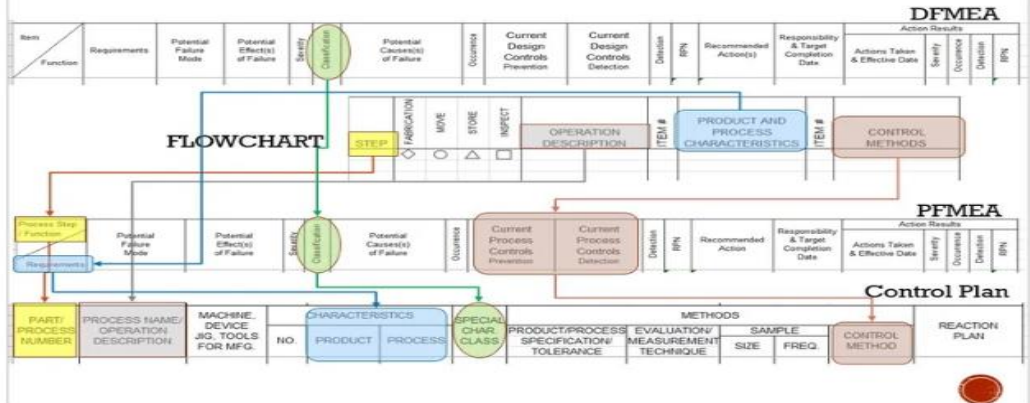 DFMEA
Item
Function
Requirements
Potential
Failure
Mode
Potential
Effect(s)
of Failure
Severity
Classification
Potential
Causes(s)
of Failure
Occurrence
Current
Design
Controls
Prevention
Current
Design
Controls
Detection
Detection
RPN
Recommended
Action(s)
Responsibility
& Target
Completion
Date
Action Results
Actions Taken
& Effective Date
Severity
Occurrence
Detection
RPN
FLOWCHART
STEP
FABRICATION
MOVE
STORE
INSPECT
OPERATION
DESCRIPTION
ITEM #
PRODUCT AND
PROCESS
CHARACTERISTICS
ITEM #
CONTROL
METHODS
PFMEA
Process Step
/ Function
Requirements
Potential
Failure
Mode
Potential
Effect(s)
of Failure
Severity
Classification
Potential
Causes(s)
of Failure
Occurrence
Current
Process
Controls
Prevention
Current
Process
Controls
Detection
Detection
RPN
Recommended
Action
Responsibility
& Target
Completion
Date
Action Results
Actions Taken
& Effective Date
Severity
Occurrence
Detection
RPN
Control Plan
PART/
PROCESS
NUMBER
PROCESS NAME/
OPERATION
DESCRIPTION
MACHINE,
DEVICE
JIG, TOOLS
FOR MFG.
CHARACTERISTICS
NO.
PRODUCT
PROCESS
SPECIAL
CHAR
CLASS
METHODS
PRODUCT/PROCESS
SPECIFICATION/
TOLERANCE
EVALUATION/
MEASUREMENT
TECHNIQUE
SAMPLE
SIZE
FREQ.
CONTROL
METHOD
REACTION
PLAN